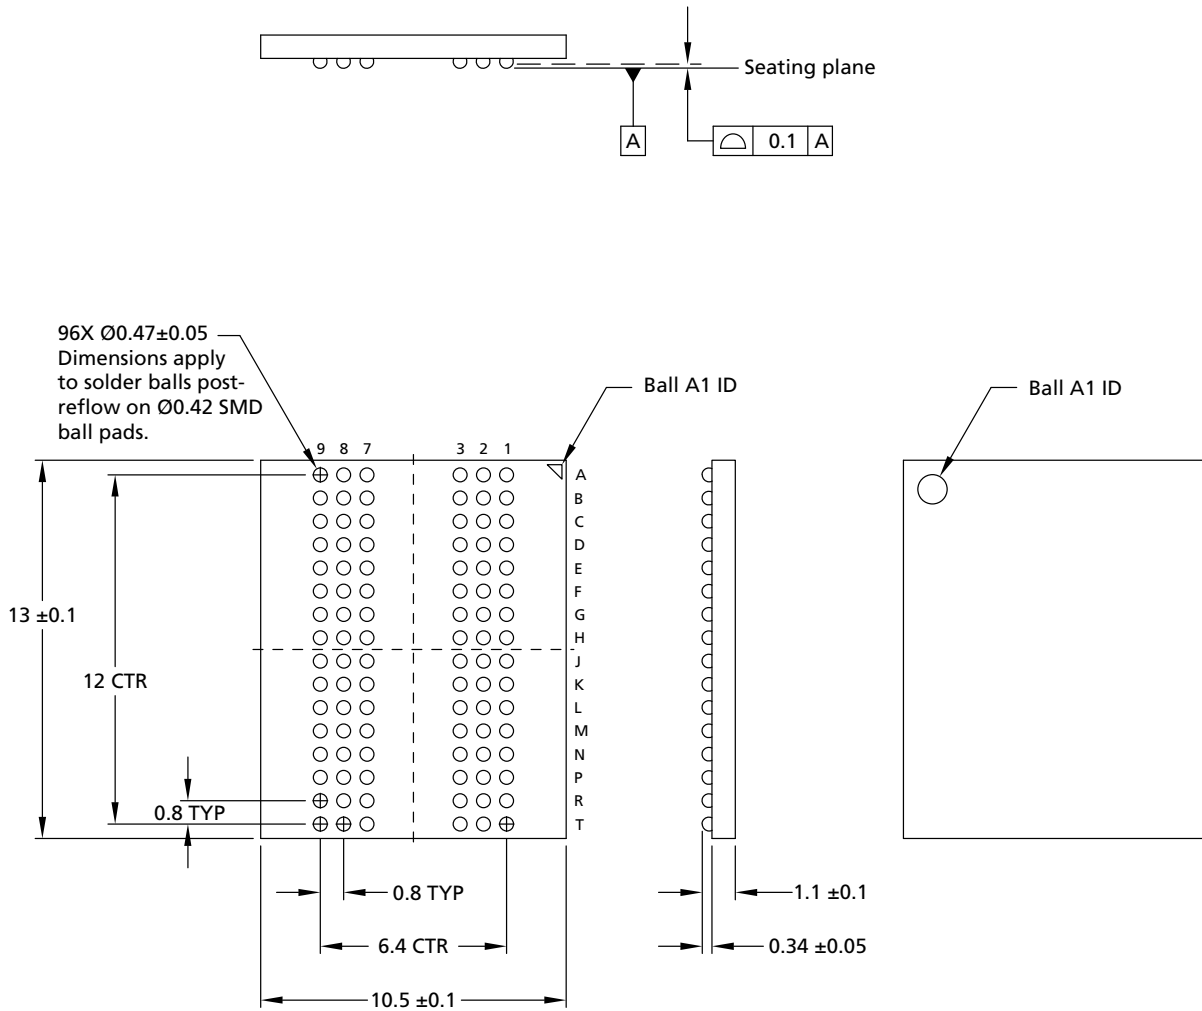 Seating plane
A
0.1 A
96X Ø0.47±0.05
Dimensions apply
to solder balls post-
reflow on Ø0.42 SMD
ball pads.
Ball A1 ID
Ball A1 ID
9 8 7 3 2 1
A
B
C
D
E
F
G
H
J
K
L
M
N
P
R
T
13 ±0.1
12 CTR
0.8 TYP
0.8 TYP
1.1 ±0.1
6.4 CTR
0.34 ±0.05
10.5 ±0.1